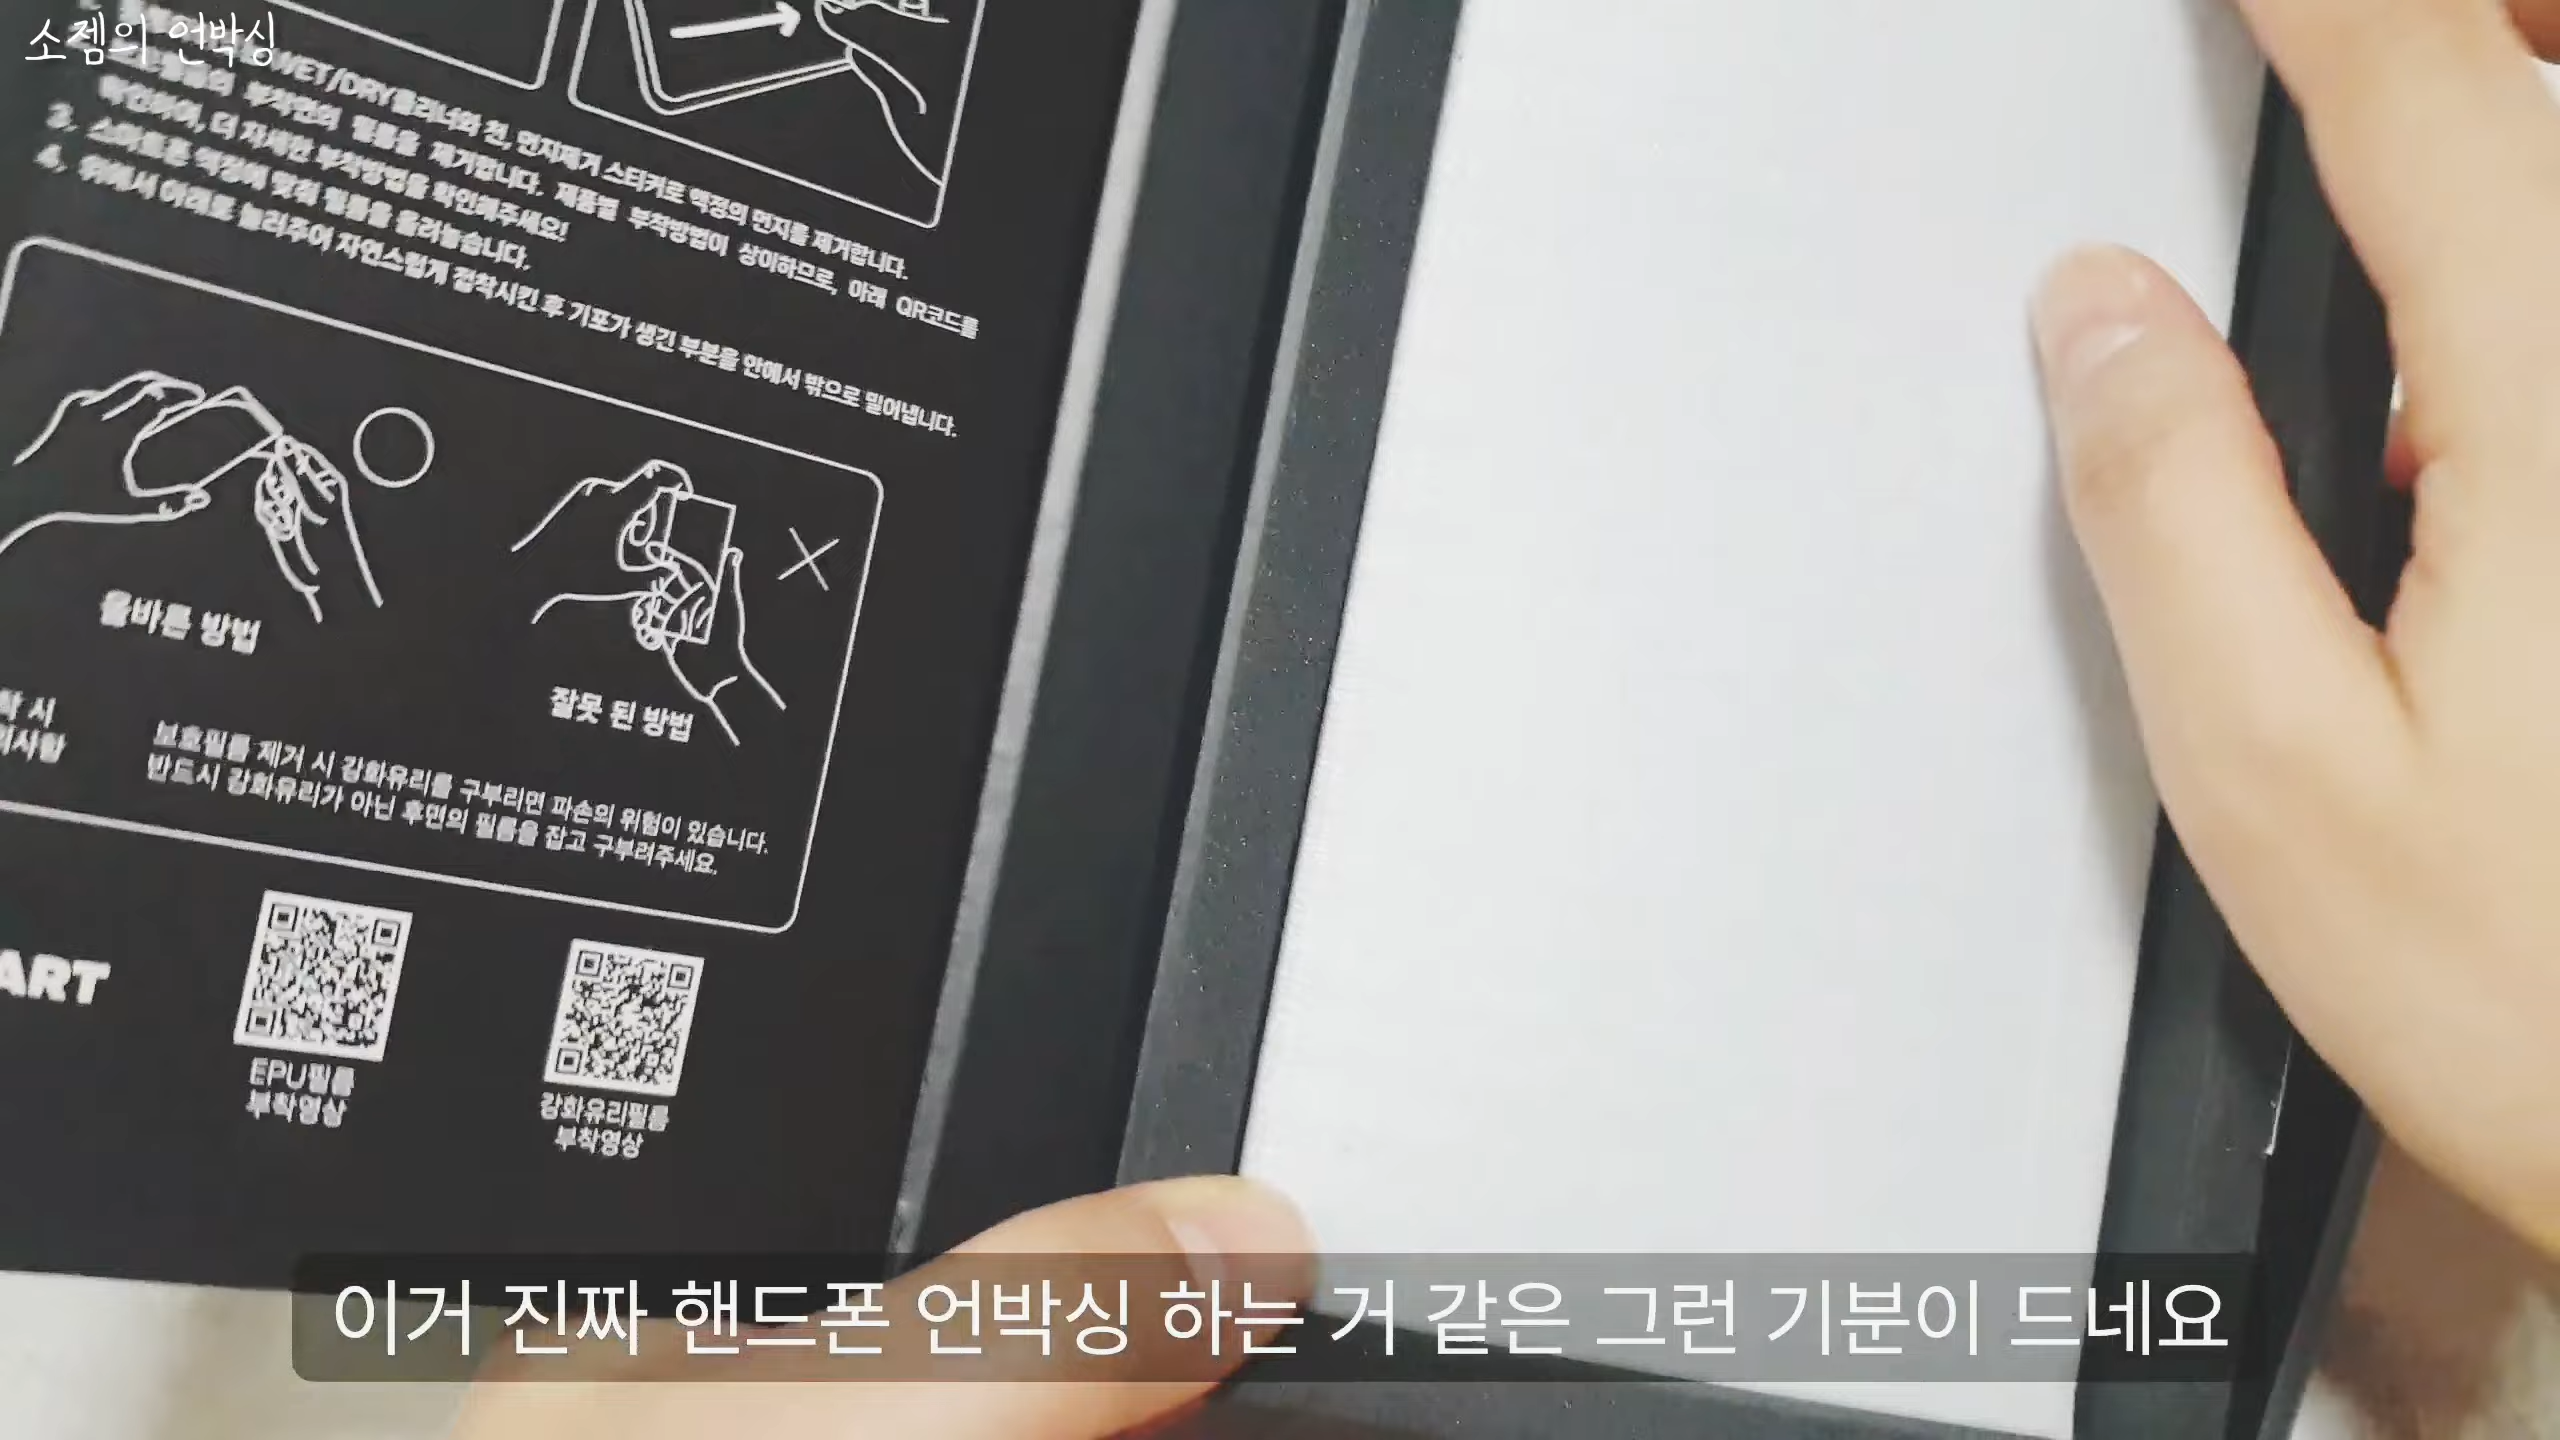 소젬의 언박싱
WET/DRY클리너와 천, 먼지제거 스티커로 액정의 먼지를 제거합니다.
부착면의 필름을 제거합니다. 제품별 부착방법이 상이하므로, 아래 QR코드를
확인하여, 더 자세한 부착방법을 확인해주세요!
3. 스마트폰 액정에 맞춰 필름을 올려놓습니다.
4. 위에서 아래로 눌러주어 자연스럽게 접착시킨 후 기포가 생긴 부분을 안에서 밖으로 밀어냅니다.
올바른 방법
잘못 된 방법
착 시
의사항
보호필름 제거 시 강화유리를 구부리면 파손의 위험이 있습니다.
반드시 강화유리가 아닌 후면의 필름을 잡고 구부려주세요.
ART
EPU필름
부착영상
강화유리필름
부착영상
이거 진짜 핸드폰 언박싱 하는 거 같은 그런 기분이 드네요